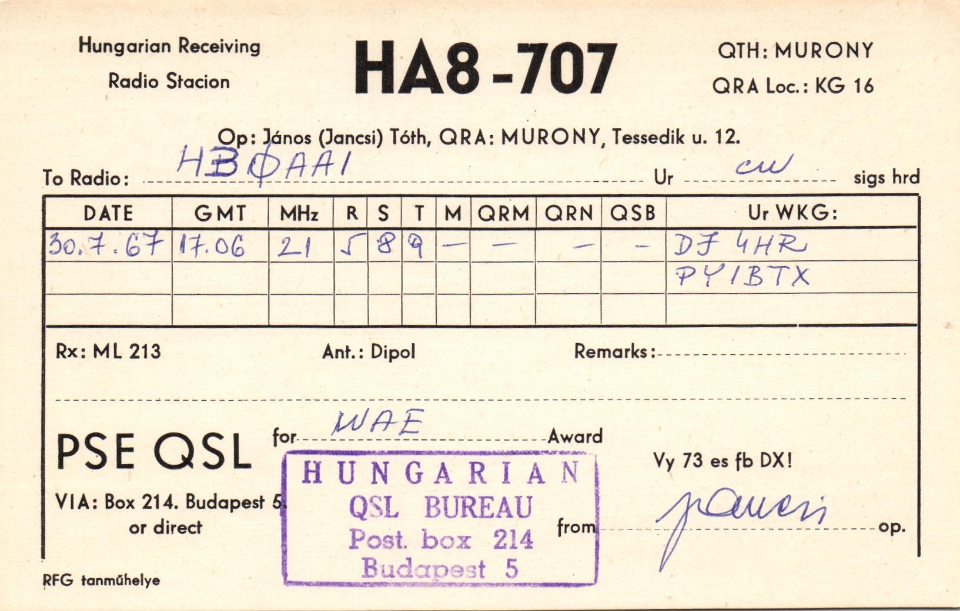 Hungarian Receiving
Radio Stacion
HA8-707
QTH: MURONY
QRA Loc.: KG 16
Op: János (Jancsi) Tóth, QRA: MURONY, Tessedik u. 12.
To Radio: HBØAAI Ur cw sigs hrd
DATE GMT MHz R S T M QRM QRN QSB Ur WKG:
30.7.67 17.06 21 5 8 9 — — — — DJ 4HR
PY1BTX
Rx: ML 213 Ant.: Dipol Remarks:
PSE QSL for WAE Award
VIA: Box 214. Budapest 5.
or direct
HUNGARIAN
QSL BUREAU
Post. box 214
Budapest 5
Vy 73 es fb DX!
from Jancsi op.
RFG tanműhelye